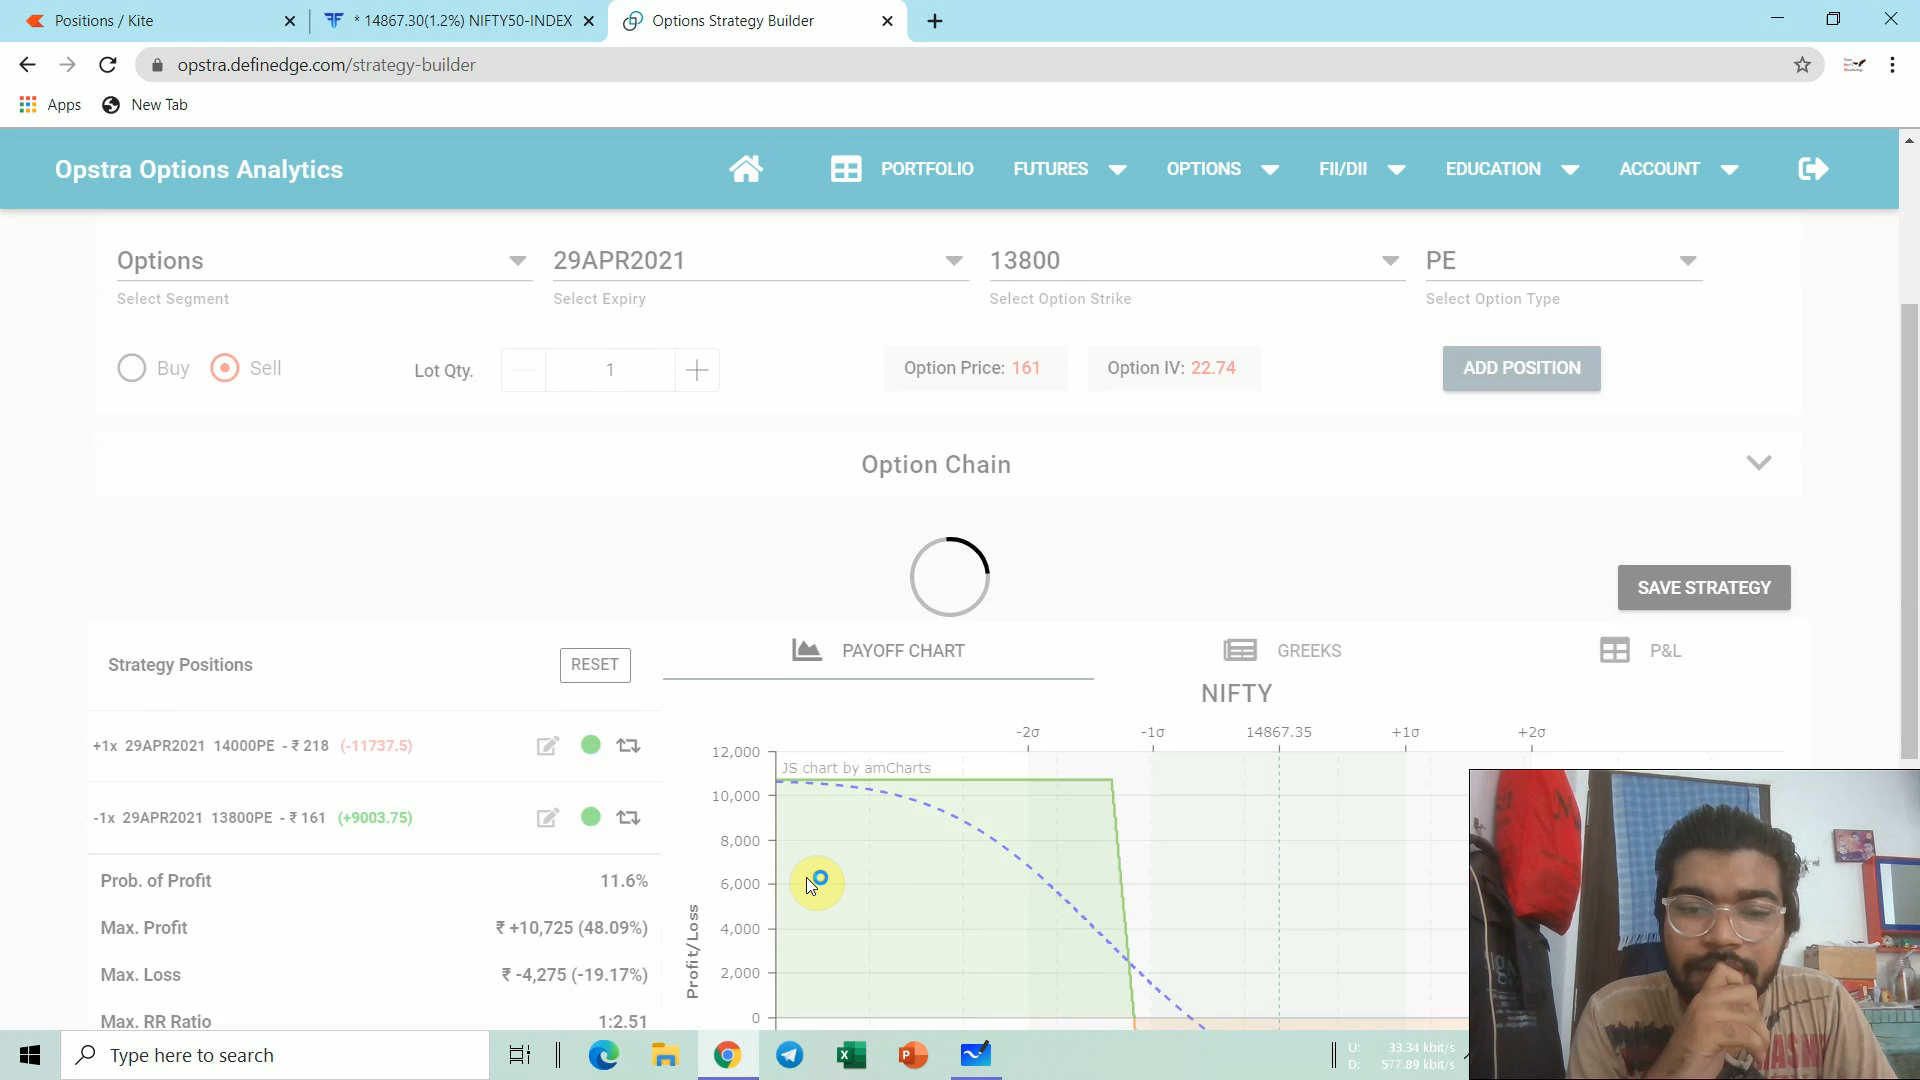 Positions / Kite
* 14867.30(1.2%) NIFTY50-INDEX
Options Strategy Builder
opstra.definedge.com/strategy-builder
Apps
New Tab
Opstra Options Analytics
PORTFOLIO
FUTURES
OPTIONS
FII/DII
EDUCATION
ACCOUNT
Options
29APR2021
13800
PE
Select Segment
Select Expiry
Select Option Strike
Select Option Type
Buy
Sell
Lot Qty.
1
Option Price: 161
Option IV: 22.74
ADD POSITION
Option Chain
SAVE STRATEGY
Strategy Positions
RESET
PAYOFF CHART
GREEKS
P&L
NIFTY
-2σ
-1σ
14867.35
+1σ
+2σ
+1x 29APR2021 14000PE - ₹ 218 (-11737.5)
-1x 29APR2021 13800PE - ₹ 161 (+9003.75)
Prob. of Profit 11.6%
Max. Profit ₹ +10,725 (48.09%)
Max. Loss ₹ -4,275 (-19.17%)
Max. RR Ratio 1:2.51
JS chart by amCharts
12,000
10,000
8,000
6,000
4,000
2,000
0
Profit/Loss
Type here to search
U: 33.34 kbit/s
D: 577.89 kbit/s